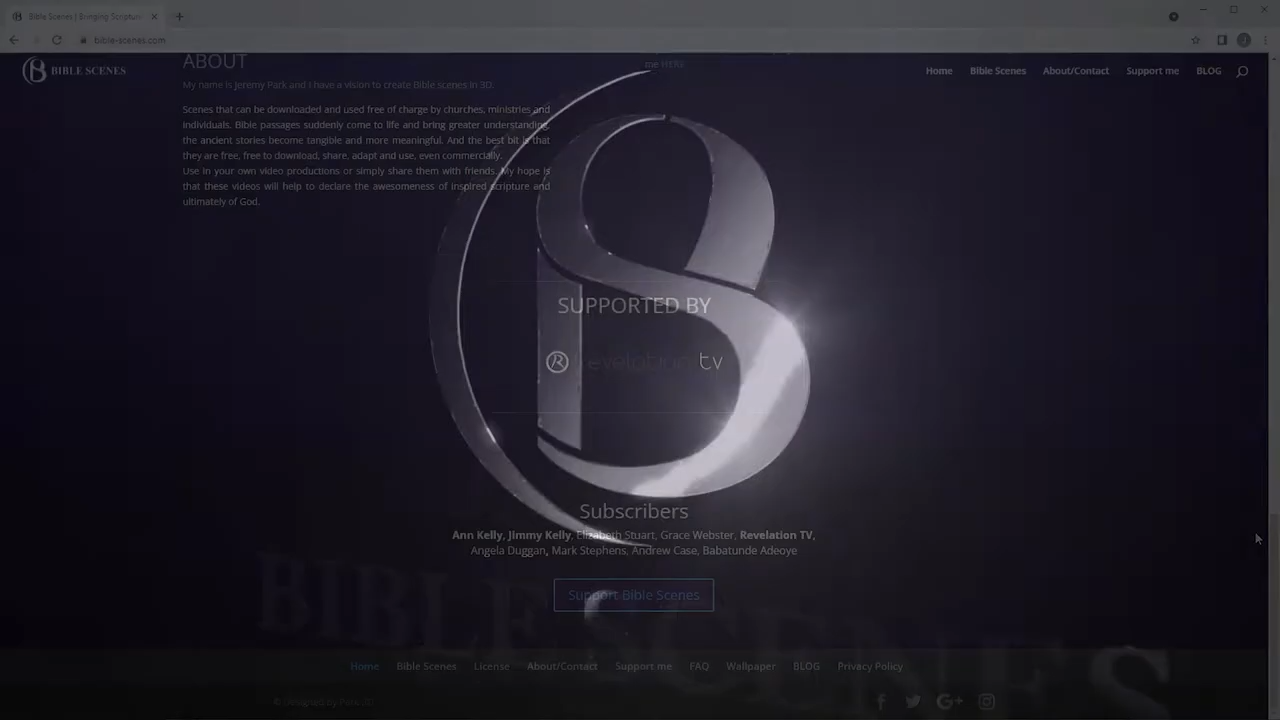 Bible Scenes | Bringing Scriptur
bible-scenes.com
BIBLE SCENES
Home
Bible Scenes
About/Contact
Support me
BLOG
ABOUT
me HERE
My name is Jeremy Park and I have a vision to create Bible scenes in 3D.
Scenes that can be downloaded and used free of charge by churches, ministries and
individuals. Bible passages suddenly come to life and bring greater understanding,
the ancient stories become tangible and more meaningful. And the best bit is that
they are free, free to download, share, adapt and use, even commercially.
Use in your own video productions or simply share them with friends. My hope is
that these videos will help to declare the awesomeness of inspired scripture and
ultimately of God.
SUPPORTED BY
Revelation tv
Subscribers
Ann Kelly, Jimmy Kelly, Elizabeth Stuart, Grace Webster, Revelation TV,
Angela Duggan, Mark Stephens, Andrew Case, Babatunde Adeoye
Support Bible Scenes
BIBLE SCENES
Home
Bible Scenes
License
About/Contact
Support me
FAQ
Wallpaper
BLOG
Privacy Policy
© Designed by Park 3D